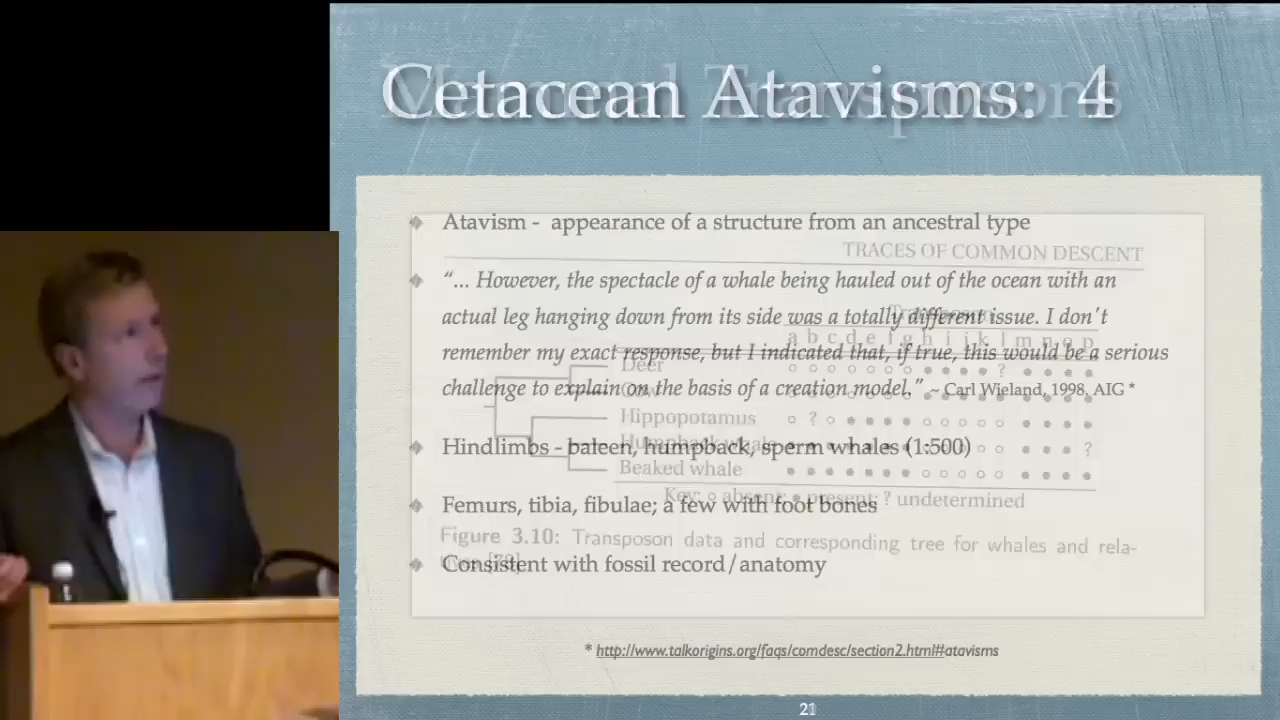 Cetacean Atavisms: 4
Atavism - appearance of a structure from an ancestral type
TRACES OF COMMON DESCENT
“... However, the spectacle of a whale being hauled out of the ocean with an
actual leg hanging down from its side was a totally different issue. I don't
a b c d e f g h i j k l m n o p
remember my exact response, but I indicated that, if true, this would be a serious
Deer
challenge to explain on the basis of a creation model.” ~ Carl Wieland, 1998, AIG *
Cow
Hippopotamus
Hindlimbs - baleen, humpback, sperm whales (1:500)
Humpback whale
Beaked whale
Key: o absent; • present; ? undetermined
Femurs, tibia, fibulae; a few with foot bones
Figure 3.10: Transposon data and corresponding tree for whales and rela-
Consistent with fossil record/anatomy
* http://www.talkorigins.org/faqs/comdesc/section2.html#atavisms